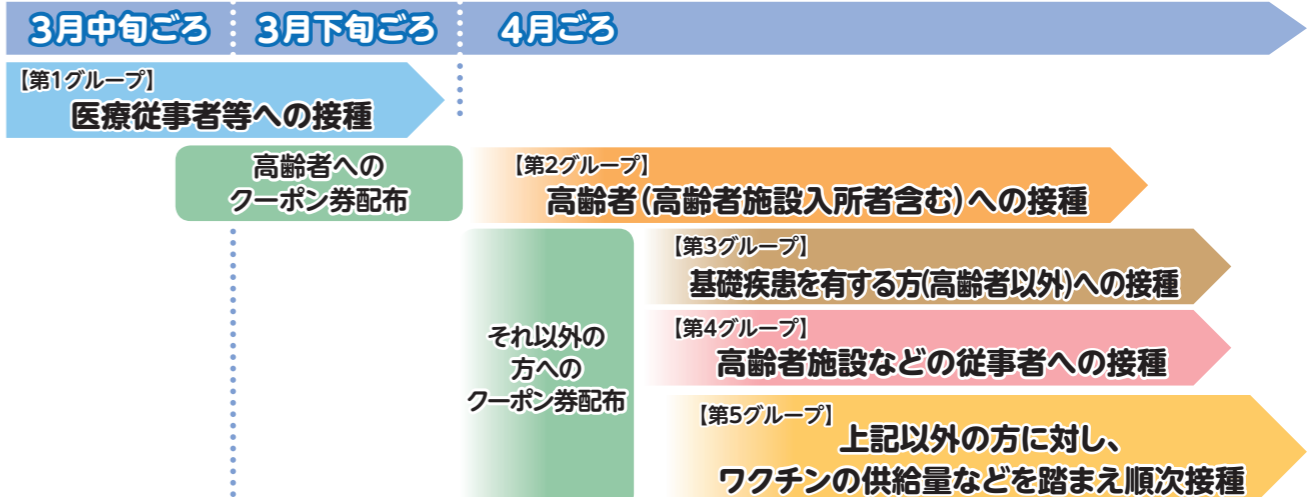 3月中旬ごろ 3月下旬ごろ 4月ごろ
【第1グループ】
医療従事者等への接種
高齢者への
クーポン券配布
【第2グループ】
高齢者(高齢者施設入所者含む)への接種
それ以外の
方への
クーポン券配布
【第3グループ】
基礎疾患を有する方(高齢者以外)への接種
【第4グループ】
高齢者施設などの従事者への接種
【第5グループ】
上記以外の方に対し、
ワクチンの供給量などを踏まえ順次接種